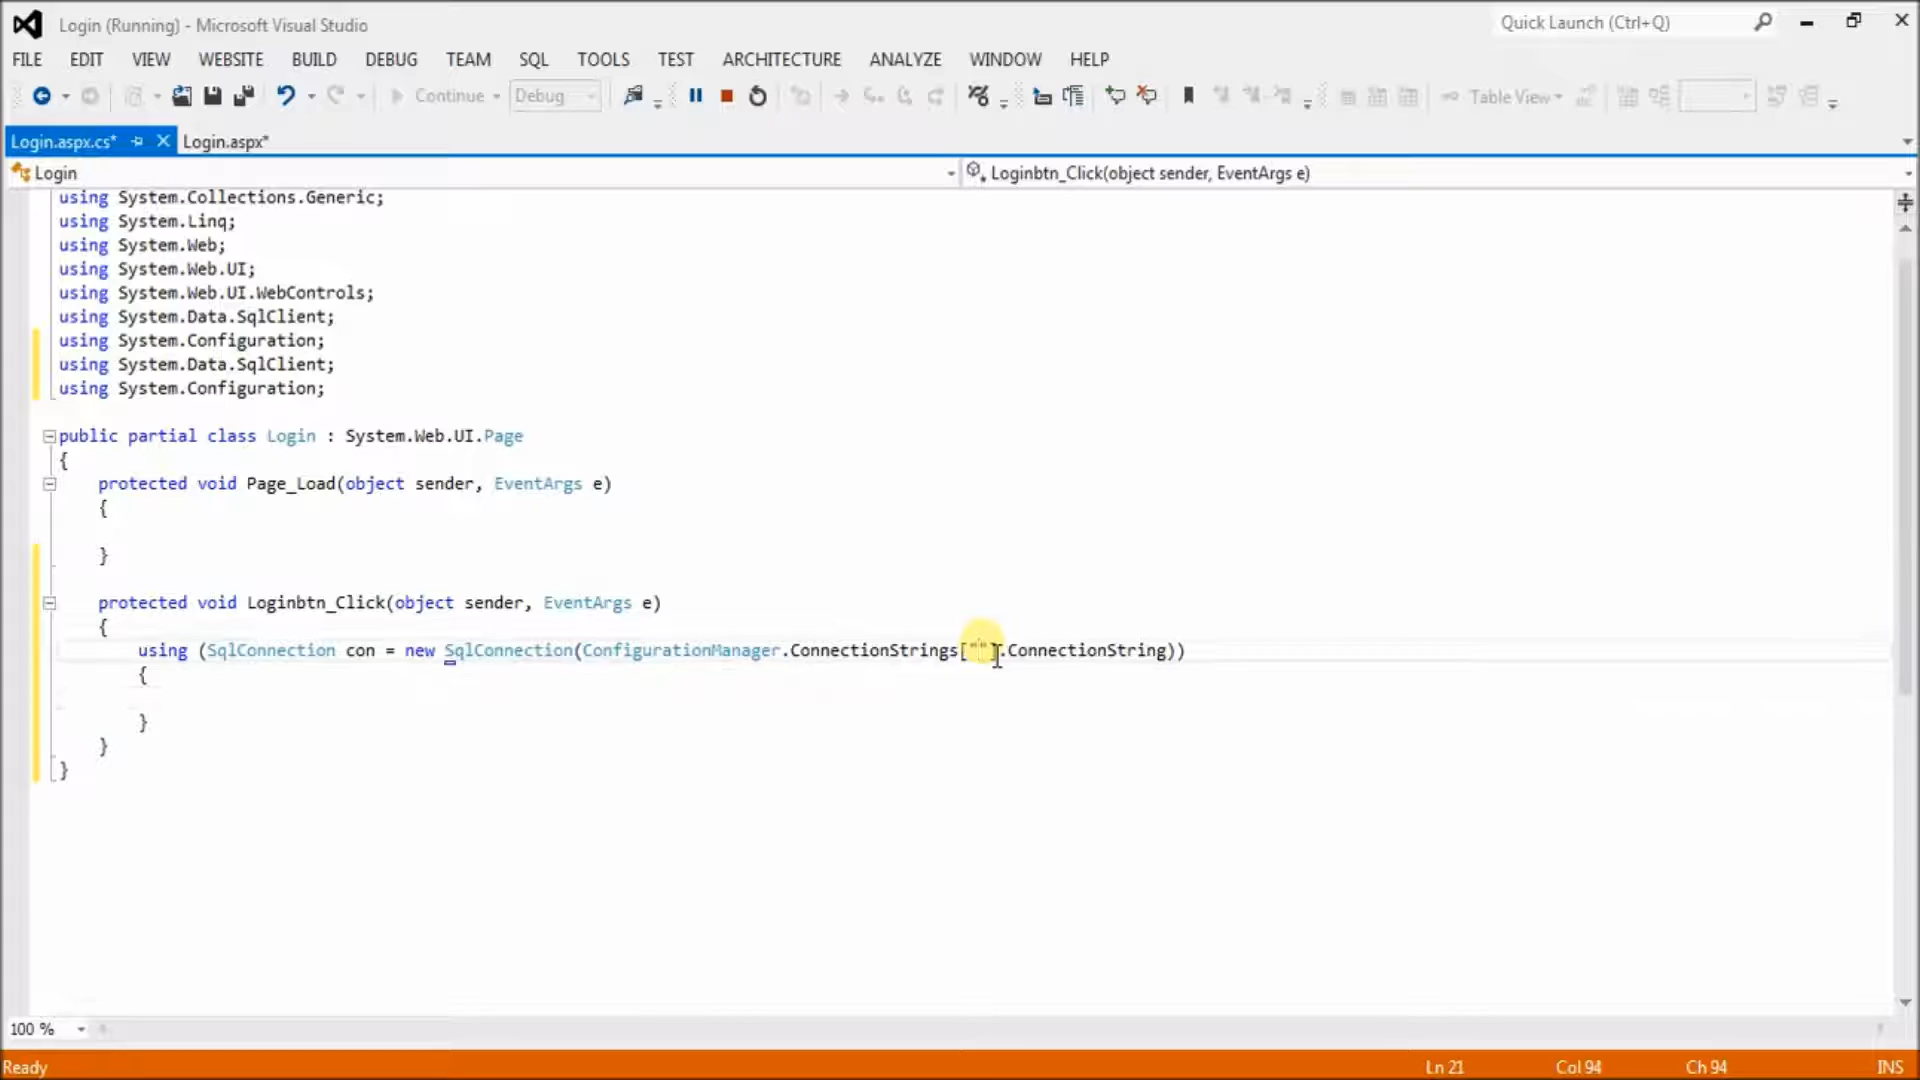 Login (Running) - Microsoft Visual Studio
Quick Launch (Ctrl+Q)
FILE EDIT VIEW WEBSITE BUILD DEBUG TEAM SQL TOOLS TEST ARCHITECTURE ANALYZE WINDOW HELP
Continue Debug Table View
Login.aspx.cs* Login.aspx*
Login Loginbtn_Click(object sender, EventArgs e)
using System.Collections.Generic;
using System.Linq;
using System.Web;
using System.Web.UI;
using System.Web.UI.WebControls;
using System.Data.SqlClient;
using System.Configuration;
using System.Data.SqlClient;
using System.Configuration;
public partial class Login : System.Web.UI.Page
{
protected void Page_Load(object sender, EventArgs e)
{
}
protected void Loginbtn_Click(object sender, EventArgs e)
{
using (SqlConnection con = new SqlConnection(ConfigurationManager.ConnectionStrings[""].ConnectionString))
{
}
}
}
100 %
Ready Ln 21 Col 94 Ch 94 INS